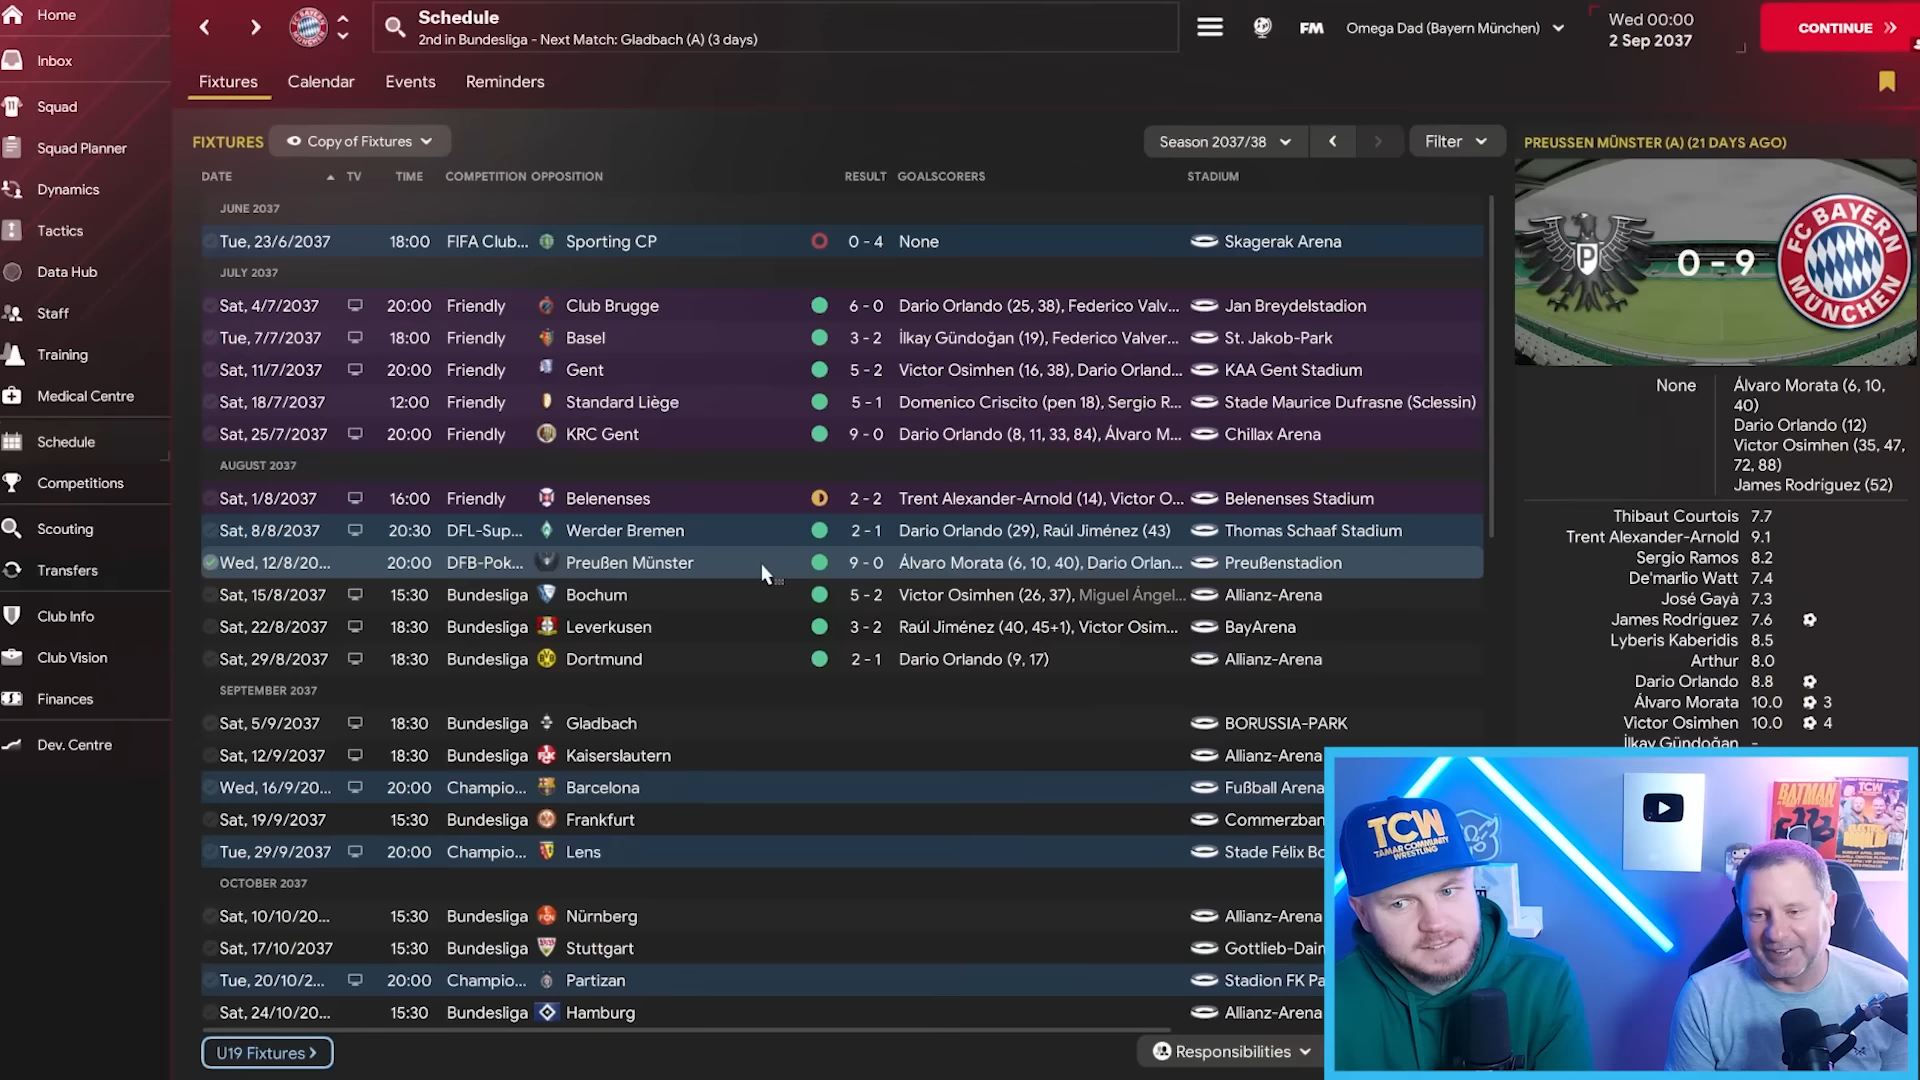 Home
Inbox
Squad
Squad Planner
Dynamics
Tactics
Data Hub
Staff
Training
Medical Centre
Schedule
Competitions
Scouting
Transfers
Club Info
Club Vision
Finances
Dev. Centre
Schedule
2nd in Bundesliga - Next Match: Gladbach (A) (3 days)
FM
Omega Dad (Bayern München)
Wed 00:00
2 Sep 2037
CONTINUE
Fixtures Calendar Events Reminders
FIXTURES Copy of Fixtures Season 2037/38 Filter
DATE TV TIME COMPETITION OPPOSITION RESULT GOALSCORERS STADIUM
JUNE 2037
Tue, 23/6/2037 18:00 FIFA Club... Sporting CP 0 - 4 None Skagerak Arena
JULY 2037
Sat, 4/7/2037 20:00 Friendly Club Brugge 6 - 0 Dario Orlando (25, 38), Federico Valv... Jan Breydelstadion
Tue, 7/7/2037 18:00 Friendly Basel 3 - 2 İlkay Gündoğan (19), Federico Valver... St. Jakob-Park
Sat, 11/7/2037 20:00 Friendly Gent 5 - 2 Victor Osimhen (16, 38), Dario Orland... KAA Gent Stadium
Sat, 18/7/2037 12:00 Friendly Standard Liège 5 - 1 Domenico Criscito (pen 18), Sergio R... Stade Maurice Dufrasne (Sclessin)
Sat, 25/7/2037 20:00 Friendly KRC Gent 9 - 0 Dario Orlando (8, 11, 33, 84), Álvaro M... Chillax Arena
AUGUST 2037
Sat, 1/8/2037 16:00 Friendly Belenenses 2 - 2 Trent Alexander-Arnold (14), Victor O... Belenenses Stadium
Sat, 8/8/2037 20:30 DFL-Sup... Werder Bremen 2 - 1 Dario Orlando (29), Raúl Jiménez (43) Thomas Schaaf Stadium
Wed, 12/8/20... 20:00 DFB-Pok... Preußen Münster 9 - 0 Álvaro Morata (6, 10, 40), Dario Orlan... Preußenstadion
Sat, 15/8/2037 15:30 Bundesliga Bochum 5 - 2 Victor Osimhen (26, 37), Miguel Ángel... Allianz-Arena
Sat, 22/8/2037 18:30 Bundesliga Leverkusen 3 - 2 Raúl Jiménez (40, 45+1), Victor Osim... BayArena
Sat, 29/8/2037 18:30 Bundesliga Dortmund 2 - 1 Dario Orlando (9, 17) Allianz-Arena
SEPTEMBER 2037
Sat, 5/9/2037 18:30 Bundesliga Gladbach BORUSSIA-PARK
Sat, 12/9/2037 18:30 Bundesliga Kaiserslautern Allianz-Arena
Wed, 16/9/20... 20:00 Champio... Barcelona Fußball Arena
Sat, 19/9/2037 15:30 Bundesliga Frankfurt Commerzban
Tue, 29/9/2037 20:00 Champio... Lens Stade Félix Bo
OCTOBER 2037
Sat, 10/10/20... 15:30 Bundesliga Nürnberg Allianz-Arena
Sat, 17/10/2037 15:30 Bundesliga Stuttgart Gottlieb-Dain
Tue, 20/10/2... 20:00 Champio... Partizan Stadion FK Pa
Sat, 24/10/20... 15:30 Bundesliga Hamburg Allianz-Arena
U19 Fixtures >
Responsibilities
PREUSSEN MÜNSTER (A) (21 DAYS AGO)
P
0 - 9
FC BAYERN
MÜNCHEN
None
Álvaro Morata (6, 10,
40)
Dario Orlando (12)
Victor Osimhen (35, 47,
72, 88)
James Rodríguez (52)
Thibaut Courtois 7.7
Trent Alexander-Arnold 9.1
Sergio Ramos 8.2
De'marlio Watt 7.4
José Gayà 7.3
James Rodríguez 7.6
Lyberis Kaberidis 8.5
Arthur 8.0
Dario Orlando 8.8
Álvaro Morata 10.0 3
Victor Osimhen 10.0 4
İlkay Gündoğan -
TCW
TAMAR COMMUNITY
WRESTLING
BATMAN
TCW